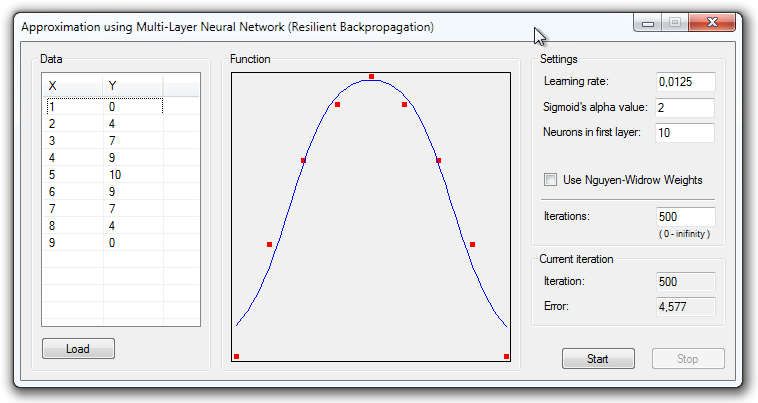 Approximation using Multi-Layer Neural Network (Resilient Backpropagation)
Data
X Y
1 0
2 4
3 7
4 9
5 10
6 9
7 7
8 4
9 0
Load
Function
Settings
Learning rate: 0,0125
Sigmoid's alpha value: 2
Neurons in first layer: 10
Use Nguyen-Widrow Weights
Iterations: 500
( 0 - inifinity )
Current iteration
Iteration: 500
Error: 4,577
Start Stop